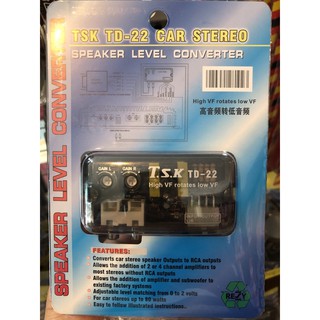 TSK TD-22 CAR STEREO
SPEAKER LEVEL CONVERTER
SPEAKER LEVEL CONVERTER
High VF rotates low VF
高音频转低音频
GAIN L
GAIN R
T.S.K TD-22
High VF rotates low VF
FEATURES:
Converts car stereo speaker Outputs to RCA outputs
Allows the addition of 2 or 4 channel amplifiers to
most stereos without RCA outputs
Allows the addition of amplifier and subwoofer to
existing factory systems
Adjustable level matching from 0 to 2 volts
For car stereos up to 90 watts
Easy to follow illustrated instructions.